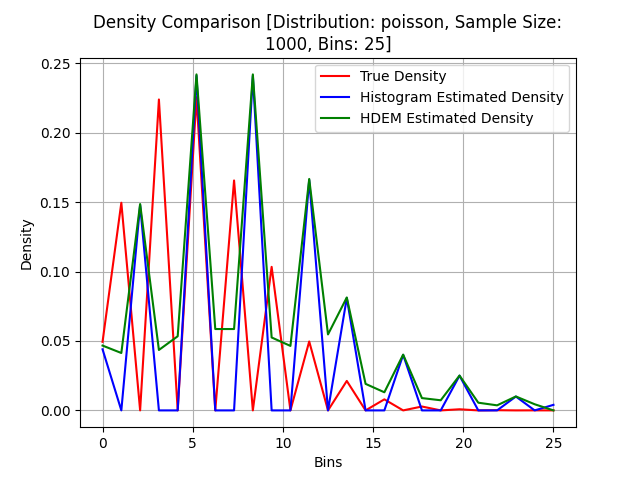 Density Comparison [Distribution: poisson, Sample Size:
1000, Bins: 25]
True Density
Histogram Estimated Density
HDEM Estimated Density
Density
0.25
0.20
0.15
0.10
0.05
0.00
0 5 10 15 20 25
Bins